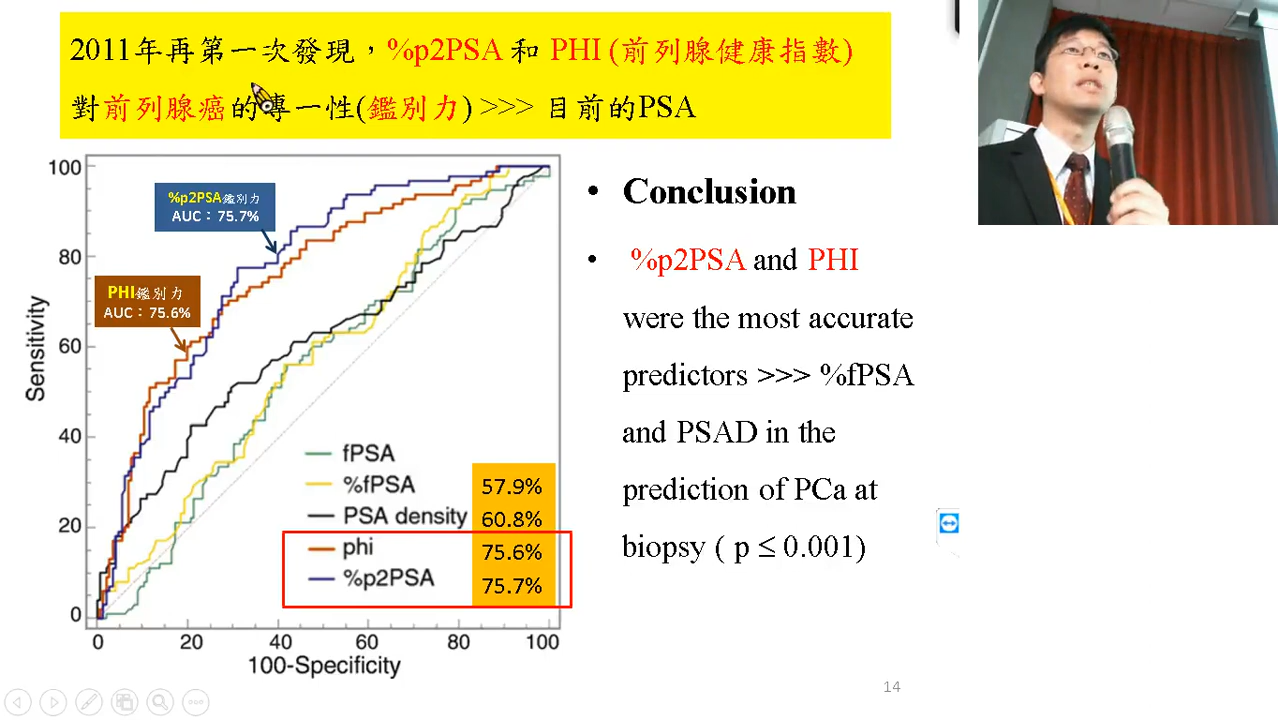 2011年再第一次發現，%p2PSA 和 PHI (前列腺健康指數)
對前列腺癌的專一性(鑑別力) >>> 目前的PSA
100
80
60
40
20
0
Sensitivity
%p2PSA鑑別力
AUC：75.7%
PHI鑑別力
AUC：75.6%
fPSA
%fPSA 57.9%
PSA density 60.8%
phi 75.6%
%p2PSA 75.7%
0 20 40 60 80 100
100-Specificity
• Conclusion
• %p2PSA and PHI
were the most accurate
predictors >>> %fPSA
and PSAD in the
prediction of PCa at
biopsy ( p ≤ 0.001)
14